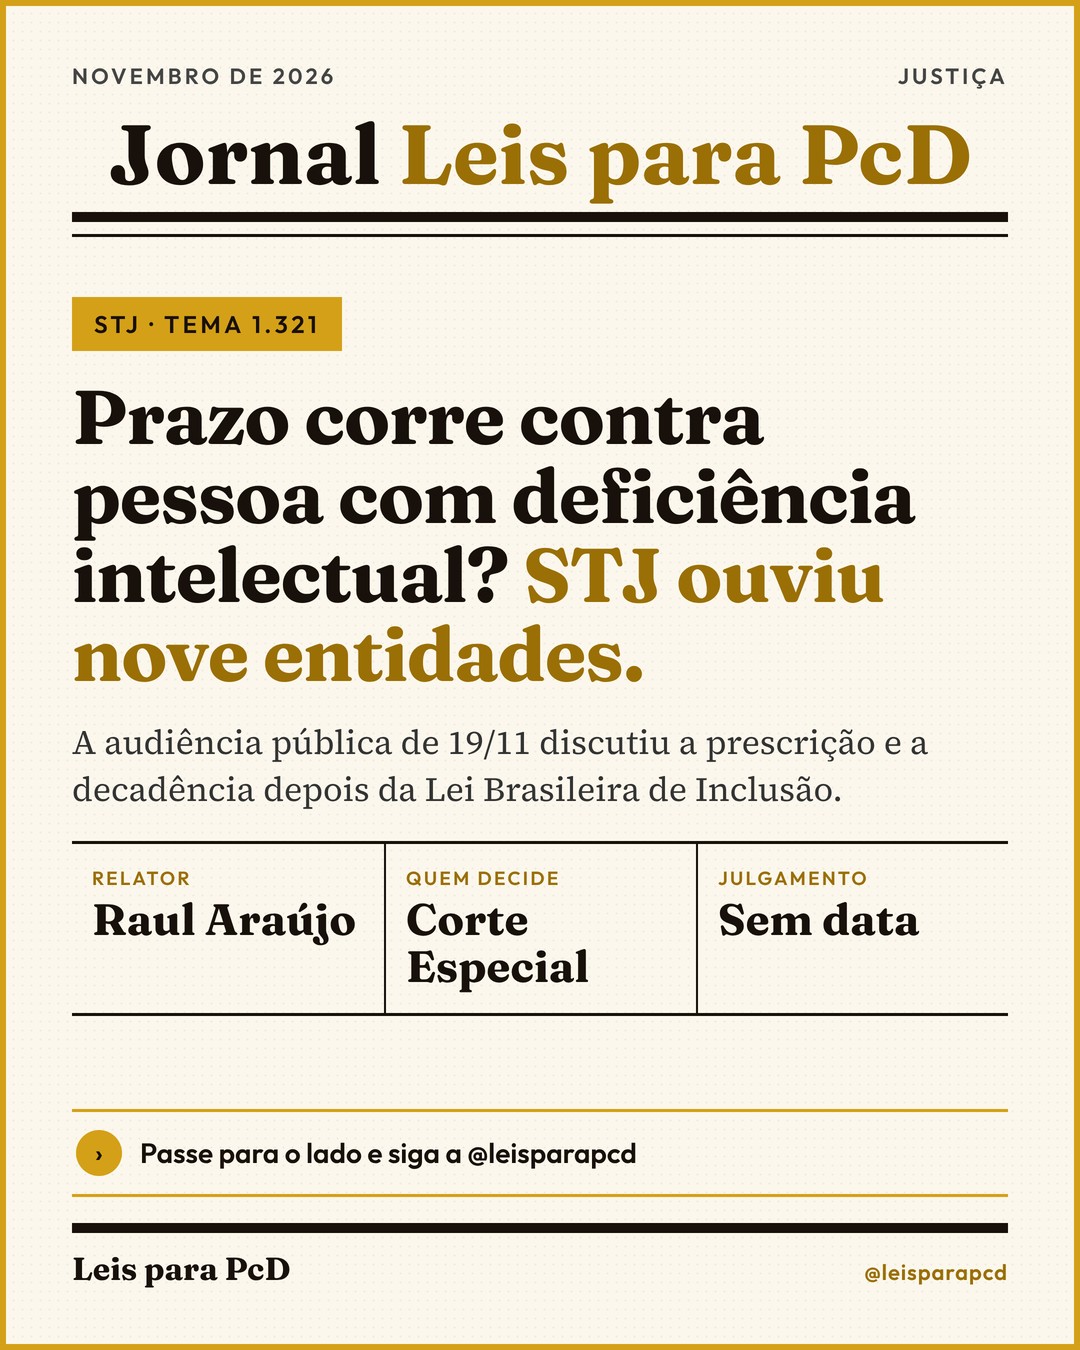 NOVEMBRO DE 2026
JUSTIÇA
Jornal Leis para PcD
STJ · TEMA 1.321
Prazo corre contra
pessoa com deficiência
intelectual? STJ ouviu
nove entidades.
A audiência pública de 19/11 discutiu a prescrição e a
decadência depois da Lei Brasileira de Inclusão.
RELATOR
Raul Araújo
QUEM DECIDE
Corte
Especial
JULGAMENTO
Sem data
› Passe para o lado e siga a @leisparapcd
Leis para PcD
@leisparapcd